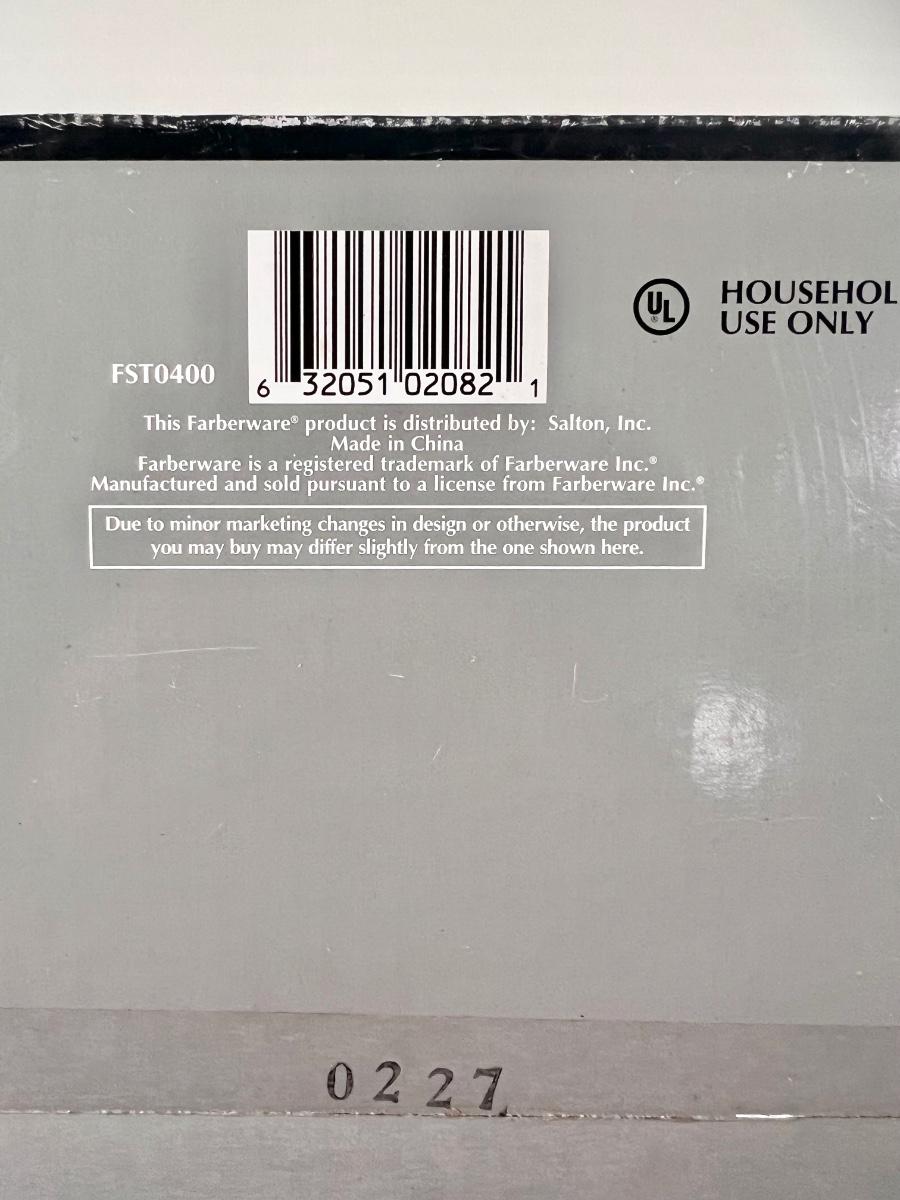 UL®
HOUSEHOL
USE ONLY
FST0400
6 32051 02082 1
This Farberware® product is distributed by: Salton, Inc.
Made in China
Farberware is a registered trademark of Farberware Inc.®
Manufactured and sold pursuant to a license from Farberware Inc.®
Due to minor marketing changes in design or otherwise, the product
you may buy may differ slightly from the one shown here.
0227